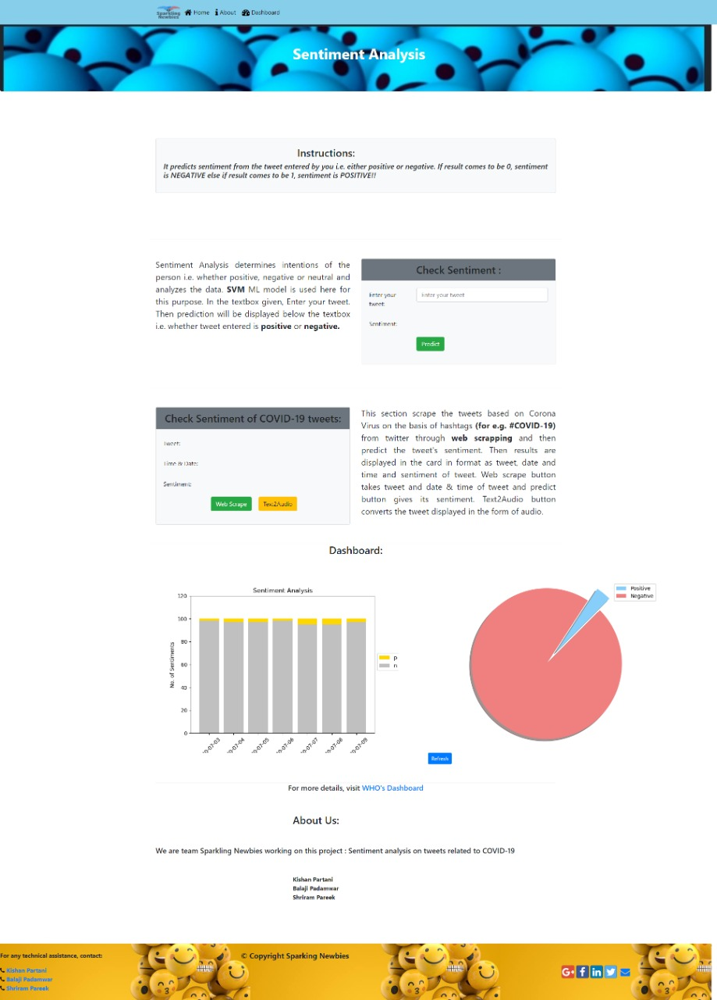 Sparkling
Newbies
Home
About
Dashboard
Sentiment Analysis
Instructions:
It predicts sentiment from the tweet entered by you i.e. either positive or negative. If result comes to be 0, sentiment
is NEGATIVE else if result comes to be 1, sentiment is POSITIVE!!
Sentiment Analysis determines intentions of the
person i.e. whether positive, negative or neutral and
analyzes the data. SVM ML model is used here for
this purpose. In the textbox given, Enter your tweet.
Then prediction will be displayed below the textbox
i.e. whether tweet entered is positive or negative.
Check Sentiment :
Enter your
tweet:
Enter your tweet
Sentiment:
Predict
Check Sentiment of COVID-19 tweets:
Tweet:
Time & Date:
Sentiment:
Web Scrape
Text2Audio
This section scrape the tweets based on Corona
Virus on the basis of hashtags (for e.g. #COVID-19)
from twitter through web scrapping and then
predict the tweet's sentiment. Then results are
displayed in the card in format as tweet, date and
time and sentiment of tweet. Web scrape button
takes tweet and date & time of tweet and predict
button gives its sentiment. Text2Audio button
converts the tweet displayed in the form of audio.
Dashboard:
Sentiment Analysis
No. of Sentiments
120
100
80
60
40
20
0
0-07-03
0-07-04
0-07-05
0-07-06
0-07-07
0-07-08
0-07-09
p
n
Positive
Negative
Refresh
For more details, visit WHO's Dashboard
About Us:
We are team Sparkling Newbies working on this project : Sentiment analysis on tweets related to COVID-19
Kishan Partani
Balaji Padamwar
Shriram Pareek
For any technical assistance, contact:
Kishan Partani
Balaji Padamwar
Shriram Pareek
© Copyright Sparking Newbies